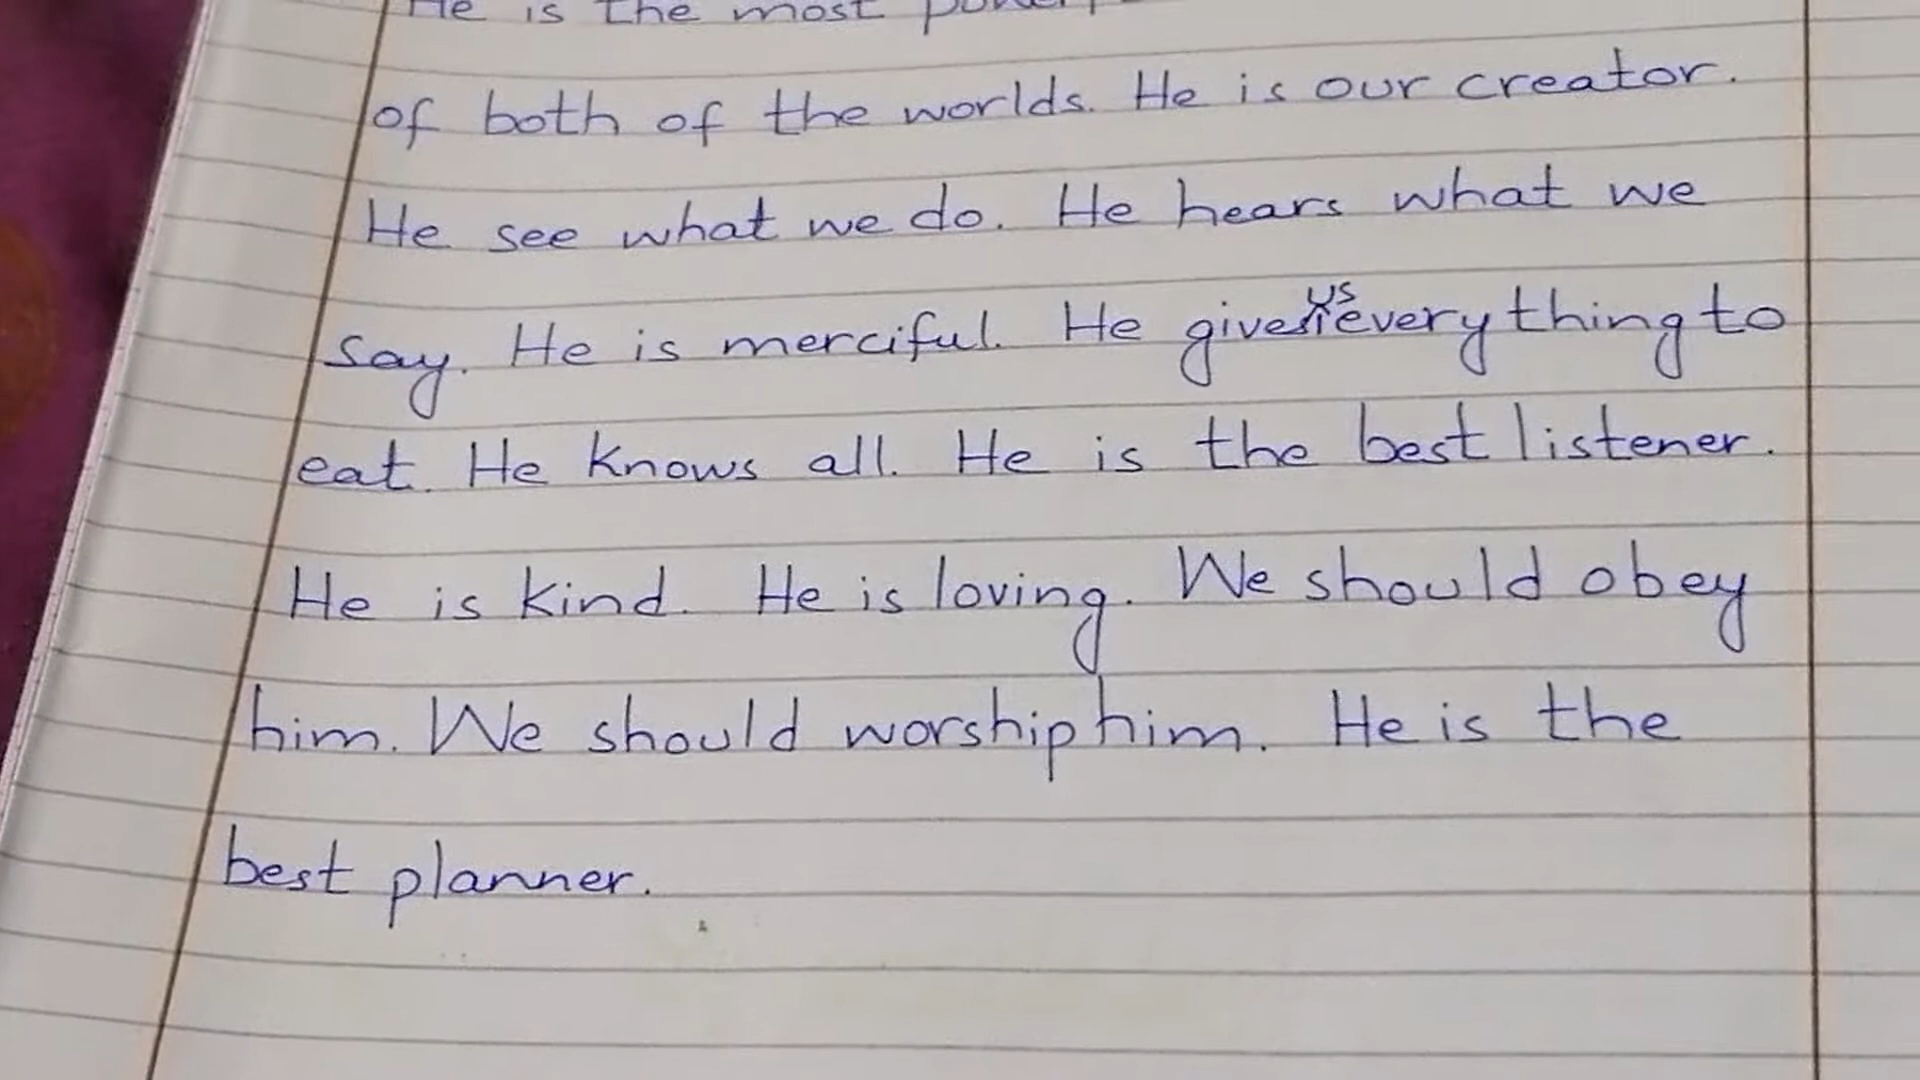 He is the most
of both of the worlds. He is our creator.
He see what we do. He hears what we
say. He is merciful. He gives us everything to
eat. He knows all. He is the best listener.
He is kind. He is loving. We should obey
him. We should worship him. He is the
best planner.